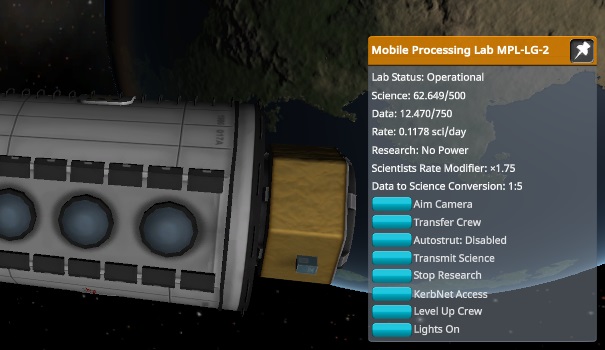 Mobile Processing Lab MPL-LG-2
Lab Status: Operational
Science: 62.649/500
Data: 12.470/750
Rate: 0.1178 sci/day
Research: No Power
Scientists Rate Modifier: ×1.75
Data to Science Conversion: 1:5
Aim Camera
Transfer Crew
Autostrut: Disabled
Transmit Science
Stop Research
KerbNet Access
Level Up Crew
Lights On